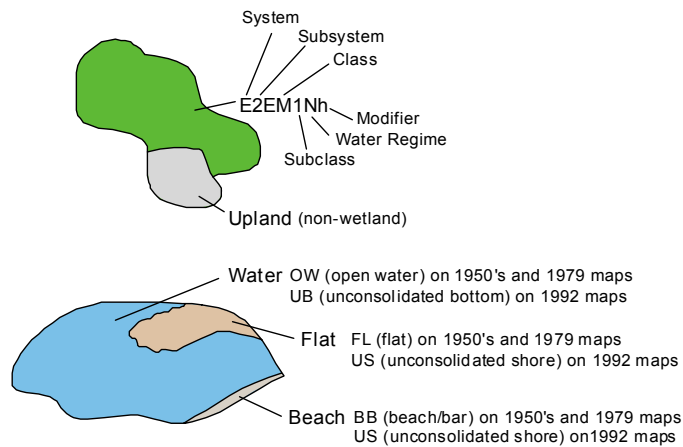 System
Subsystem
Class
E2EM1Nh
Modifier
Water Regime
Subclass
Upland (non-wetland)
Water OW (open water) on 1950's and 1979 maps
UB (unconsolidated bottom) on 1992 maps
Flat FL (flat) on 1950's and 1979 maps
US (unconsolidated shore) on 1992 maps
Beach BB (beach/bar) on 1950's and 1979 maps
US (unconsolidated shore) on1992 maps